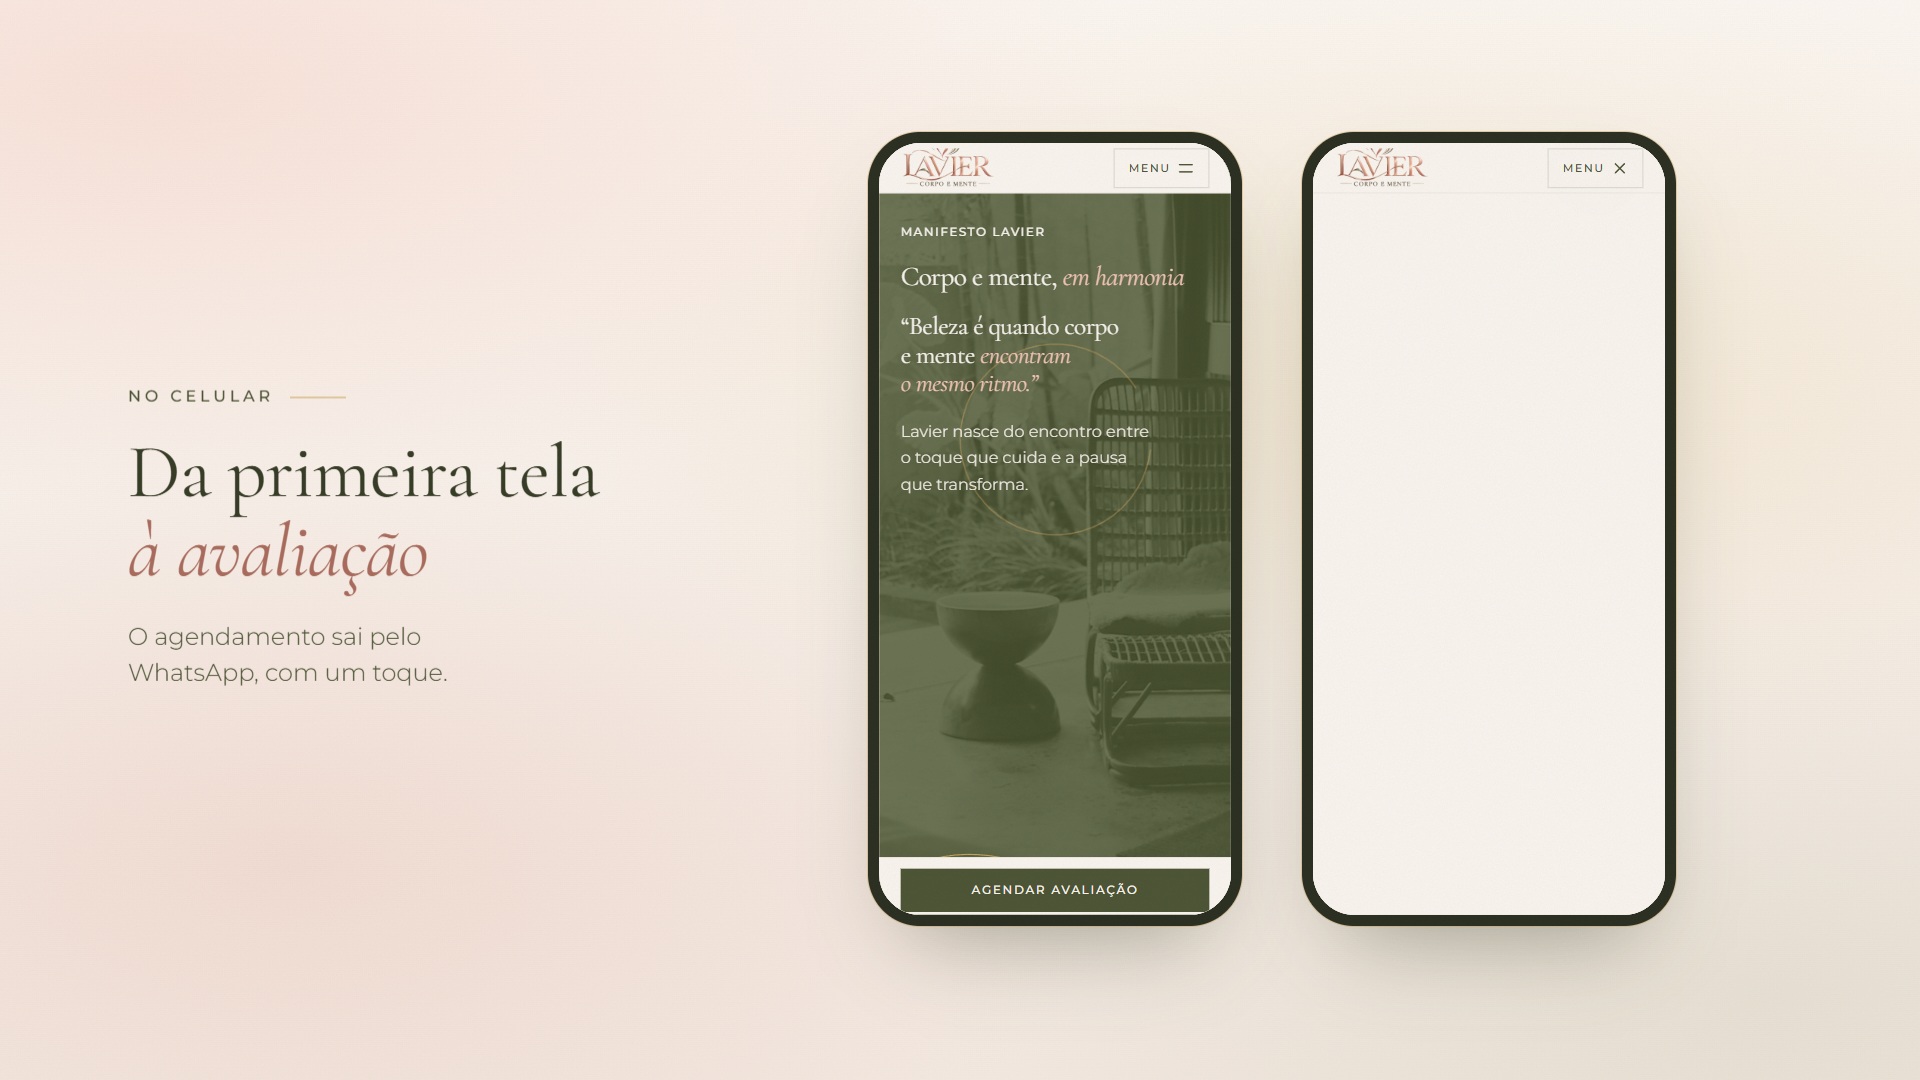 NO CELULAR
Da primeira tela
à avaliação
O agendamento sai pelo
WhatsApp, com um toque.
LAVIER
CORPO E MENTE
MENU
MANIFESTO LAVIER
Corpo e mente, em harmonia
“Beleza é quando corpo
e mente encontram
o mesmo ritmo.”
Lavier nasce do encontro entre
o toque que cuida e a pausa
que transforma.
AGENDAR AVALIAÇÃO
LAVIER
CORPO E MENTE
MENU